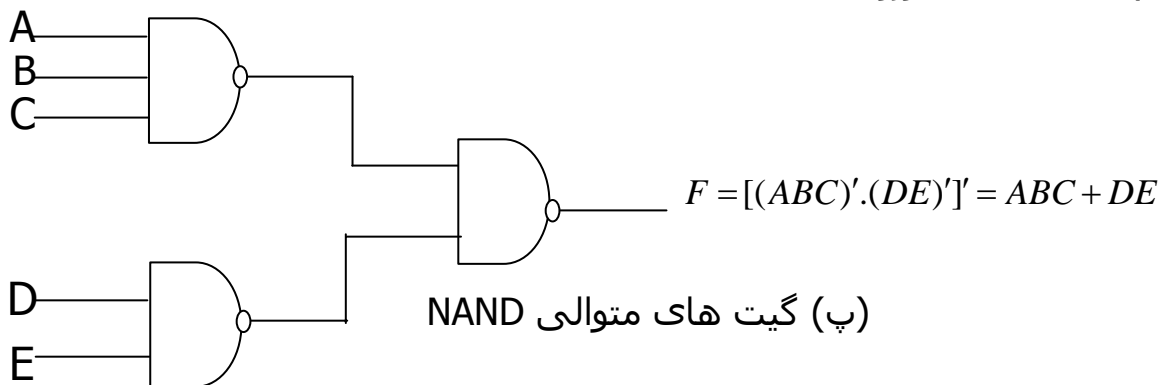 A
B
C
F = [(ABC)′.(DE)′]′ = ABC + DE
D
E
(پ) گیت های متوالی NAND